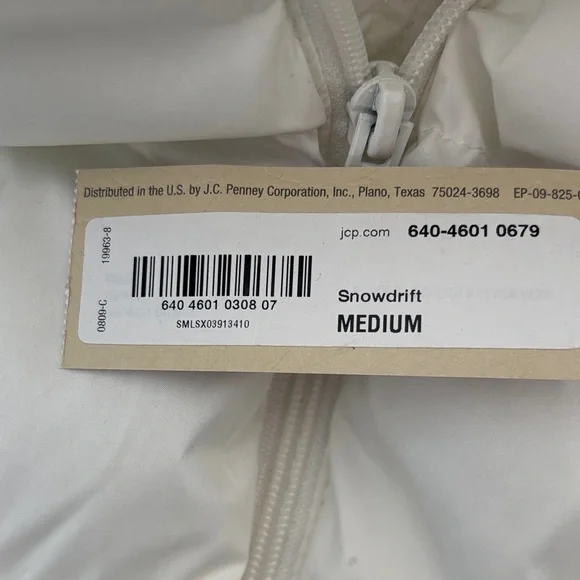 Distributed in the U.S. by J.C. Penney Corporation, Inc., Plano, Texas 75024-3698 EP-09-825-
jcp.com 640-4601 0679
0809-C 19963-8
640 4601 0308 07
SMLSX03913410
Snowdrift
MEDIUM